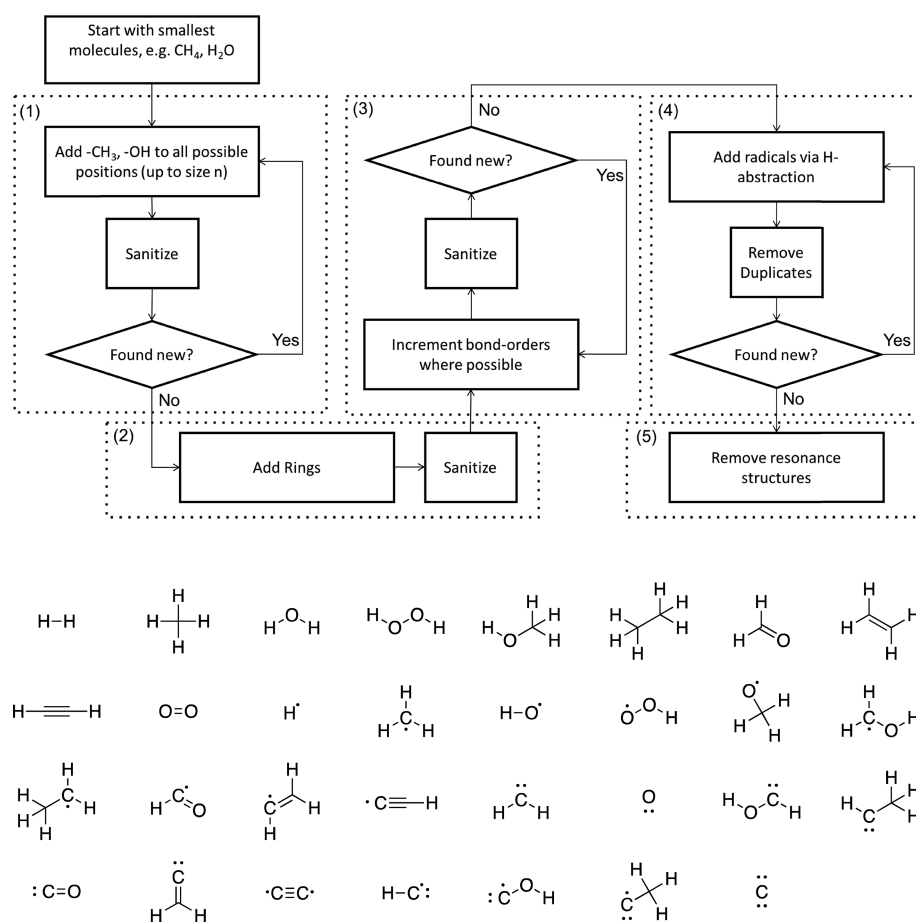 Start with smallest
molecules, e.g. CH4, H2O
(1)
Add -CH3, -OH to all possible
positions (up to size n)
Sanitize
Found new?
Yes
No
(2)
Add Rings
Sanitize
(3)
No
Found new?
Yes
Sanitize
Increment bond-orders
where possible
(4)
Add radicals via H-
abstraction
Remove
Duplicates
Found new?
Yes
No
(5)
Remove resonance
structures
H-H
H
H H
H
O
H H
H O O H
H
H O H
H
H H
H
H H
H
H
H
H O
H H
H H
H≡H
O=O
H•
H
C•
H H
H-O•
•O O H
O•
H H
H
H
C• O H
H
H
H C• H
H H
H C• O
H
•C H
H
•C≡H
H C: H
O:
H O C: H
H
H C: H
H
:C=O
C:
H H
•C≡C•
H-C•:
:C• O H
H H
•C: H
:C: